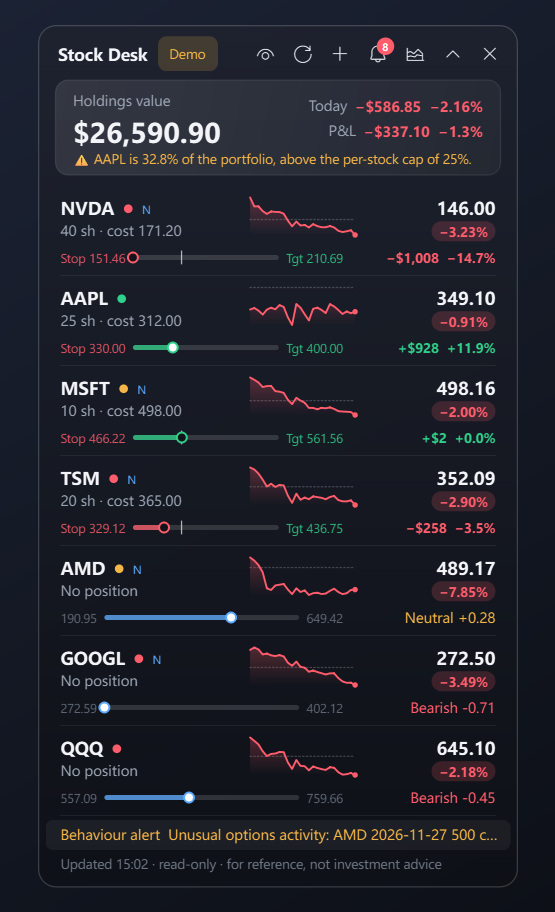 Stock Desk Demo 8
Holdings value
$26,590.90
Today −$586.85 −2.16%
P&L −$337.10 −1.3%
AAPL is 32.8% of the portfolio, above the per-stock cap of 25%.
NVDA N 146.00
40 sh · cost 171.20 −3.23%
Stop 151.46 Tgt 210.69 −$1,008 −14.7%
AAPL 349.10
25 sh · cost 312.00 −0.91%
Stop 330.00 Tgt 400.00 +$928 +11.9%
MSFT N 498.16
10 sh · cost 498.00 −2.00%
Stop 466.22 Tgt 561.56 +$2 +0.0%
TSM N 352.09
20 sh · cost 365.00 −2.90%
Stop 329.12 Tgt 436.75 −$258 −3.5%
AMD N 489.17
No position −7.85%
190.95 649.42 Neutral +0.28
GOOGL N 272.50
No position −3.49%
272.59 402.12 Bearish -0.71
QQQ 645.10
No position −2.18%
557.09 759.66 Bearish -0.45
Behaviour alert Unusual options activity: AMD 2026-11-27 500 c...
Updated 15:02 · read-only · for reference, not investment advice